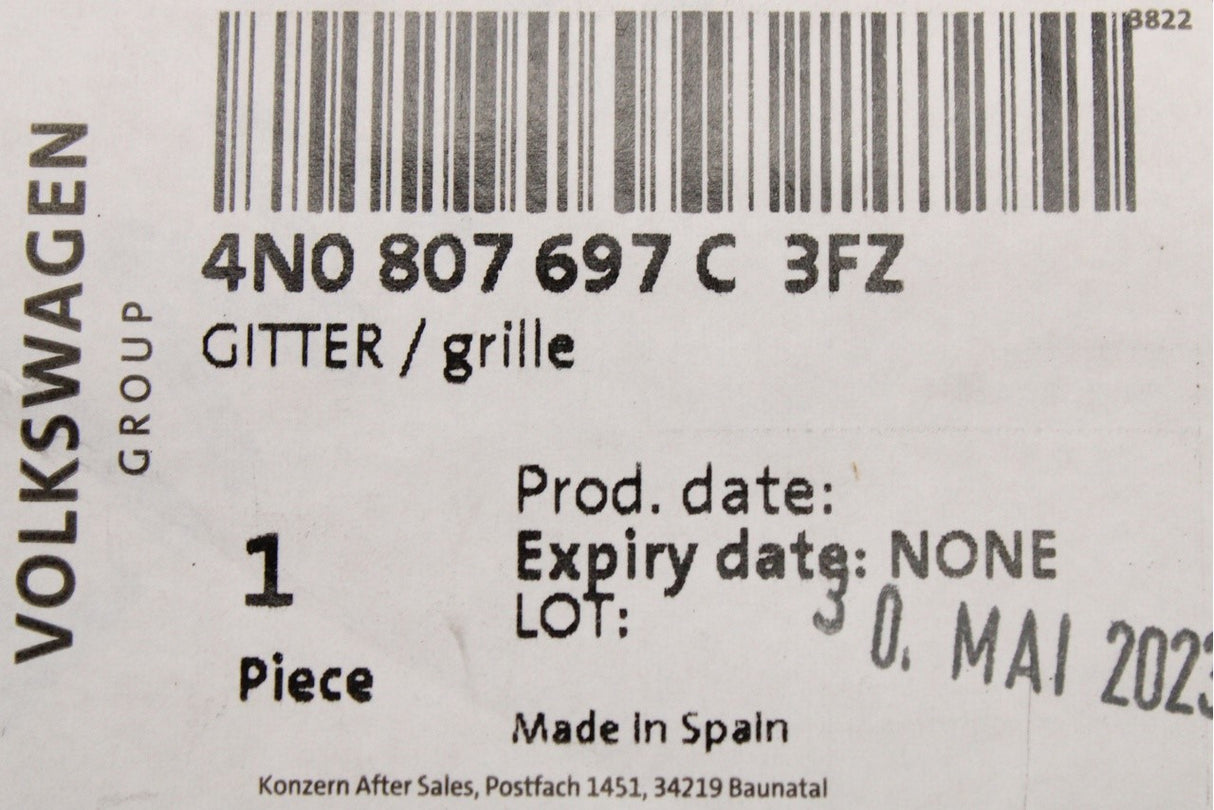 3822
VOLKSWAGEN
GROUP
4N0 807 697 C 3FZ
GITTER / grille
Prod. date:
Expiry date: NONE
LOT:
30. MAI 2023
1
Piece
Made in Spain
Konzern After Sales, Postfach 1451, 34219 Baunatal